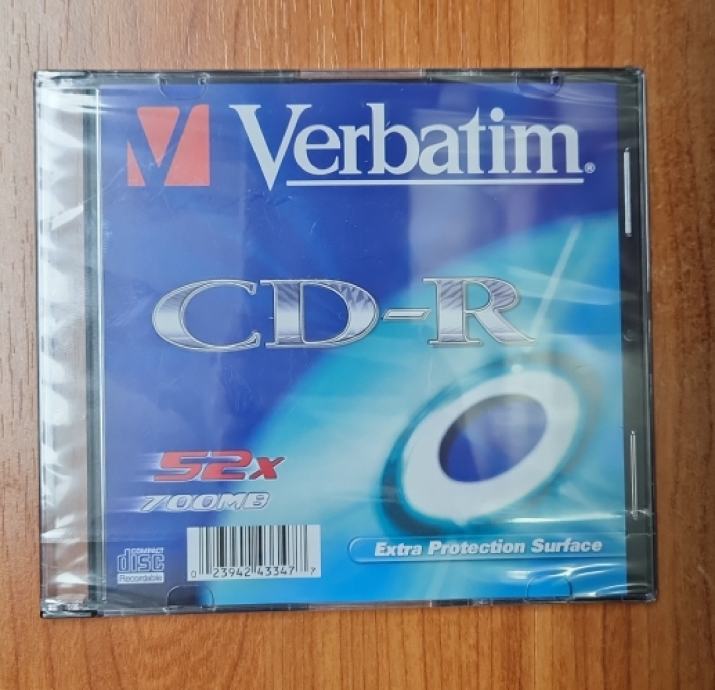 Verbatim®
CD-R
52x
700MB
COMPACT
disc
Recordable
0 23942 43347 7
Extra Protection Surface